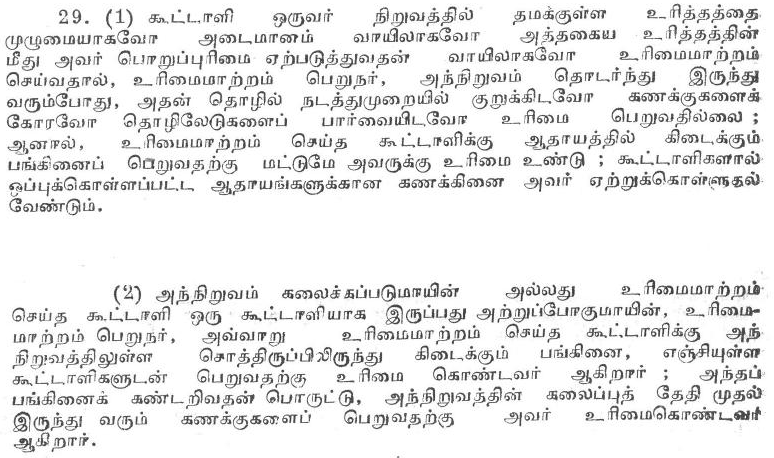 29. (1) கூட்டாளி ஒருவர் நிறுவத்தில் தமக்குள்ள உரித்தத்தை
முழுமையாகவோ அடைமானம் வாயிலாகவோ அத்தகைய உரித்தத்தின்
மீது அவர் பொறுப்புரிமை ஏற்படுத்துவதன் வாயிலாகவோ உரிமைமாற்றம்
செய்வதால், உரிமைமாற்றம் பெறுநர், அந்நிறுவம் தொடர்ந்து இருந்து
வரும்போது, அதன் தொழில் நடத்துமுறையில் குறுக்கிடவோ கணக்குகளைக்
கோரவோ தொழிலேடுகளைப் பார்வையிடவோ உரிமை பெறுவதில்லை ;
ஆனால், உரிமைமாற்றம் செய்த கூட்டாளிக்கு ஆதாயத்தில் கிடைக்கும்
பங்கினைப் பெறுவதற்கு மட்டுமே அவருக்கு உரிமை உண்டு ; கூட்டாளிகளால்
ஒப்புக்கொள்ளப்பட்ட ஆதாயங்களுக்கான கணக்கினை அவர் ஏற்றுக்கொள்ளுதல்
வேண்டும்.
(2) அந்நிறுவம் கலைச்கப்படுமாயின் அல்லது உரிமைமாற்றம்
செய்த கூட்டாளி ஒரு கூட்டாளியாக இருப்பது அற்றுப்போகுமாயின், உரிமை-
மாற்றம் பெறுநர், அவ்வாறு உரிமைமாற்றம் செய்த கூட்டாளிக்கு அந்
நிறுவத்திலுள்ள சொத்திருப்பிலிருந்து கிடைக்கும் பங்கினை, எஞ்சியுள்ள
கூட்டாளிகளுடன் பெறுவதற்கு உரிமை கொண்டவர் ஆகிறார் ; அந்தப்
பங்கினைக் கண்டறிவதன் பொருட்டு, அந்நிறுவத்தின் கலைப்புத் தேதி முதல்
இருந்து வரும் கணக்குகளைப் பெறுவதற்கு அவர் உரிமைகொண்டவர்
ஆகிறார்.